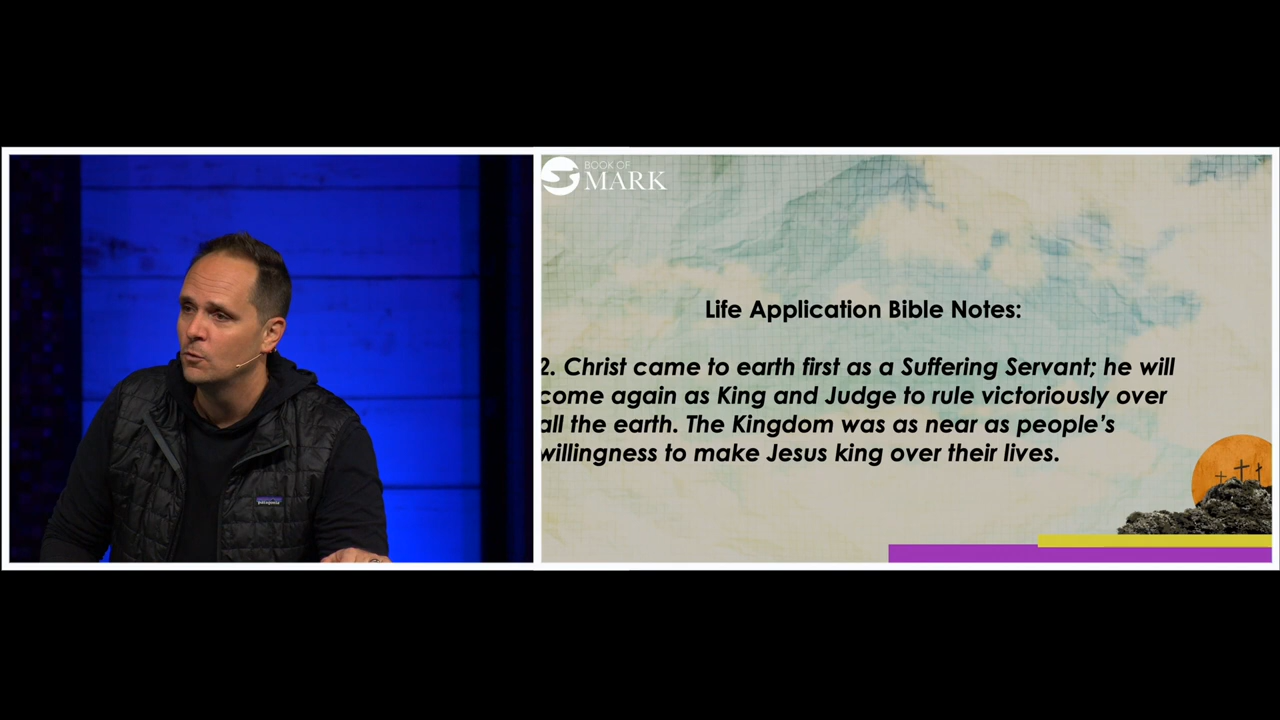 BOOK OF
MARK
Life Application Bible Notes:
2. Christ came to earth first as a Suffering Servant; he will
come again as King and Judge to rule victoriously over
all the earth. The Kingdom was as near as people's
willingness to make Jesus king over their lives.
patagonia